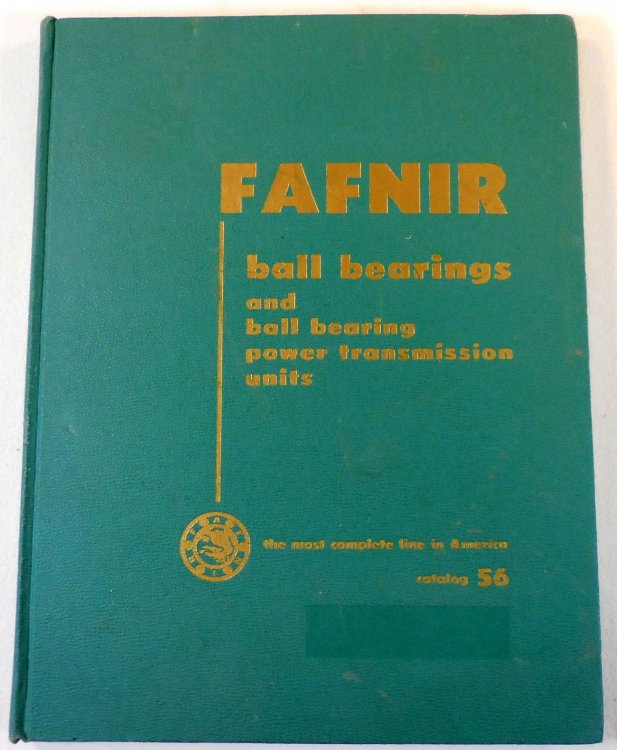 FAFNIR
ball bearings
and
ball bearing
power transmission
units
the most complete line in America
catalog 56